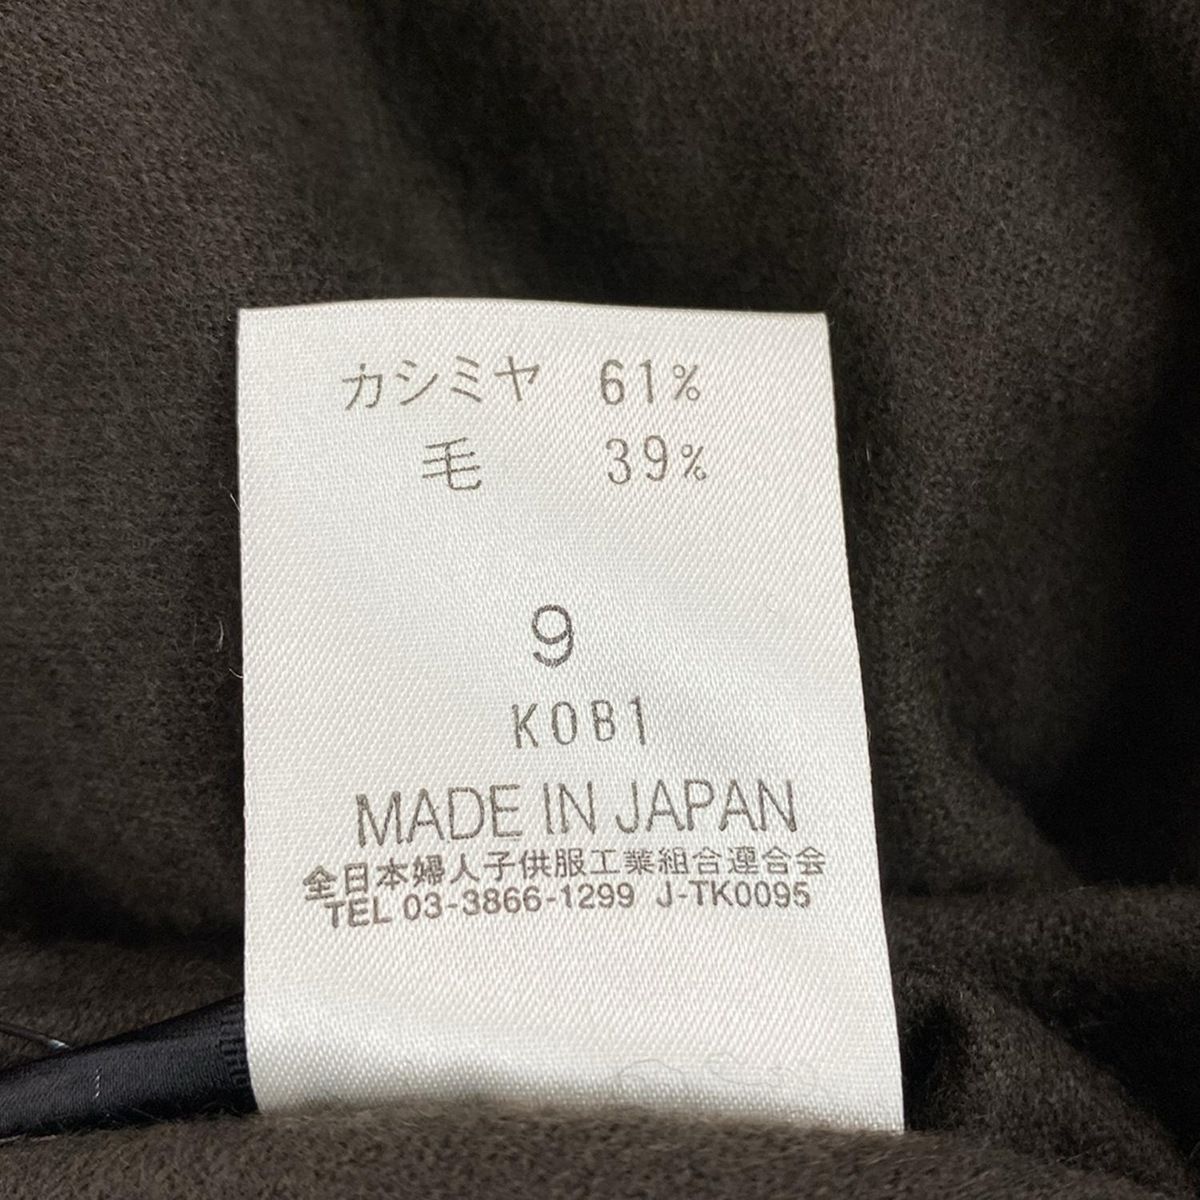 カシミヤ 61%
毛 39%
9
K0B1
MADE IN JAPAN
全日本婦人子供服工業組合連合会
TEL 03-3866-1299 J-TK0095